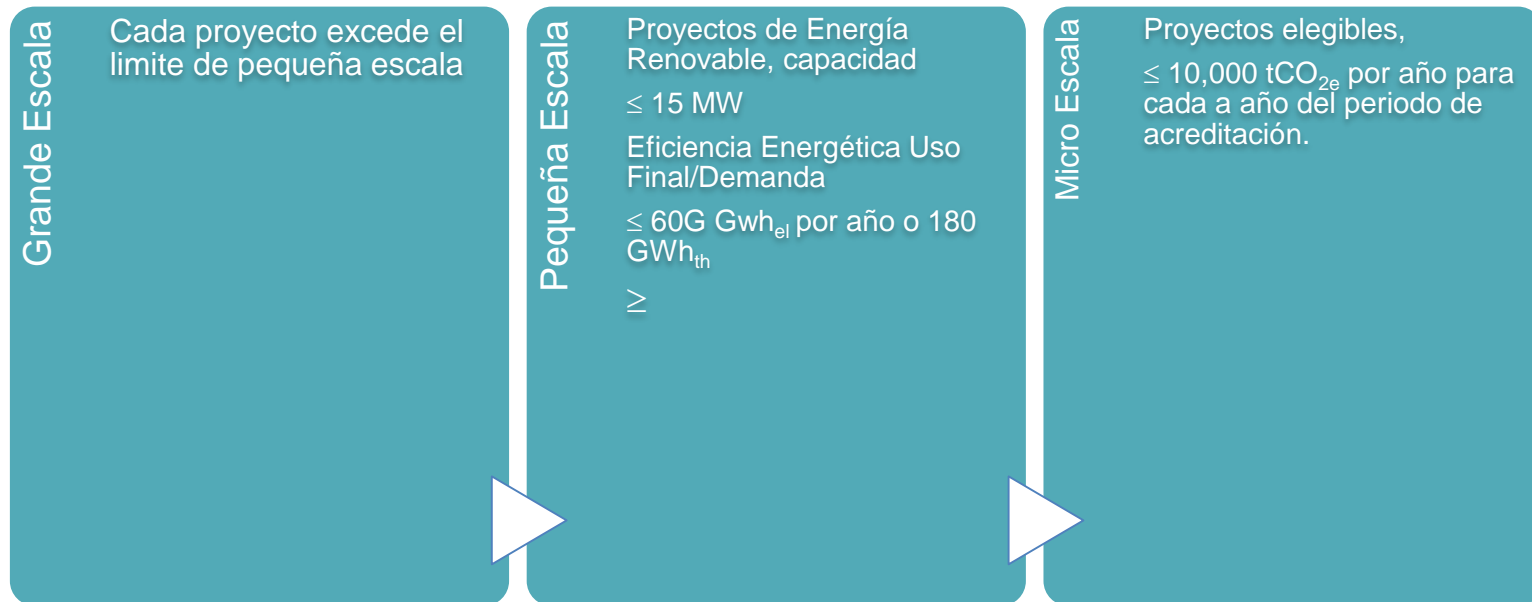 Grande Escala
Cada proyecto excede el
limite de pequeña escala
Pequeña Escala
Proyectos de Energía
Renovable, capacidad
≤ 15 MW
Eficiencia Energética Uso
Final/Demanda
≤ 60G Gwhel por año o 180
GWhth
≥
Micro Escala
Proyectos elegibles,
≤ 10,000 tCO2e por año para
cada a año del periodo de
acreditación.